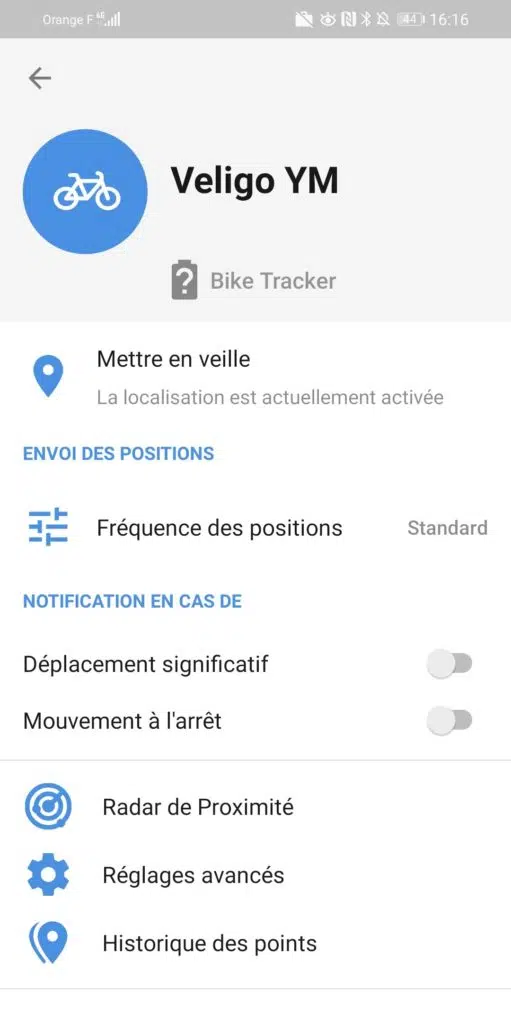 Orange F 4G 44 16:16
Veligo YM
Bike Tracker
Mettre en veille
La localisation est actuellement activée
ENVOI DES POSITIONS
Fréquence des positions Standard
NOTIFICATION EN CAS DE
Déplacement significatif
Mouvement à l'arrêt
Radar de Proximité
Réglages avancés
Historique des points